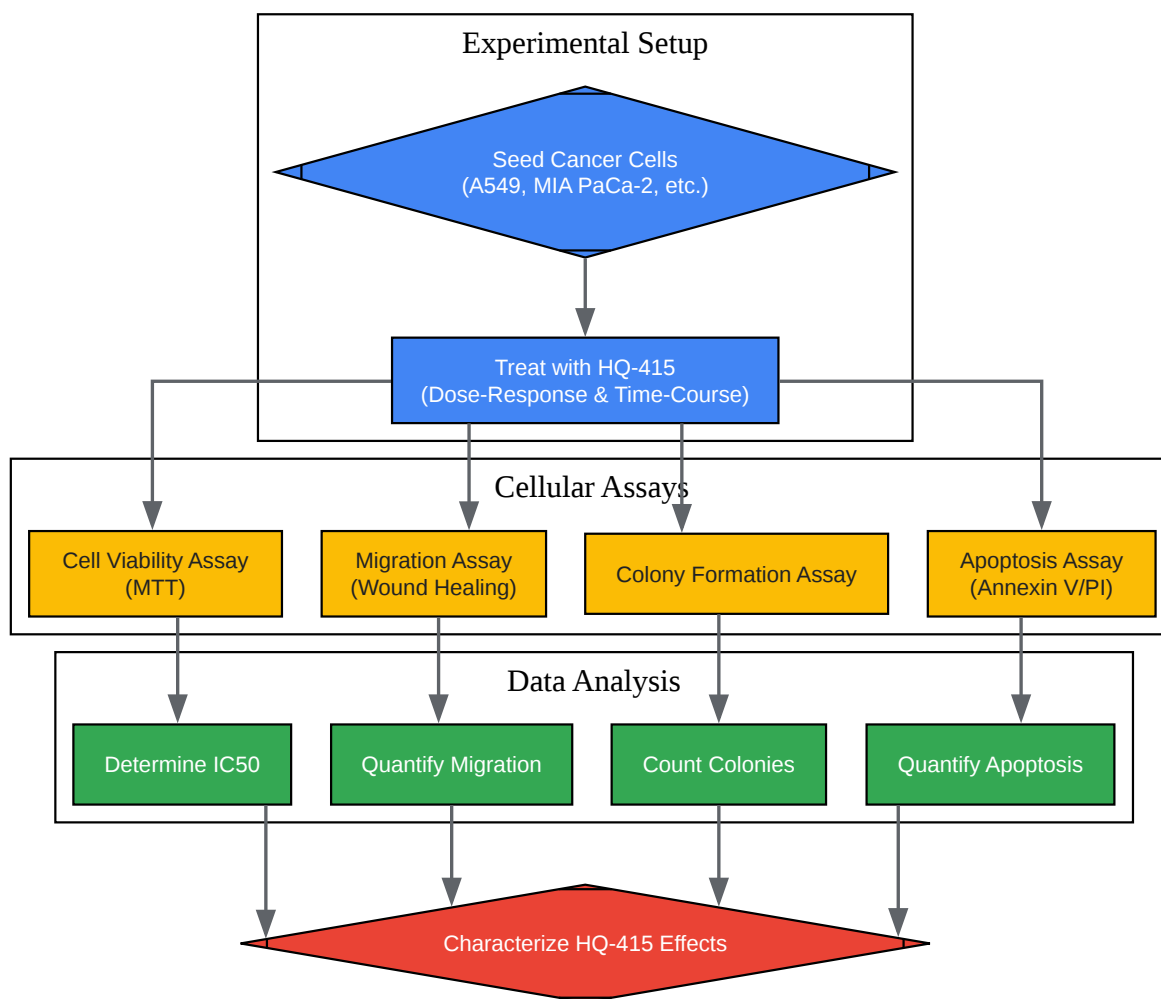 Experimental Setup
Seed Cancer Cells
(A549, MIA PaCa-2, etc.)
Treat with HQ-415
(Dose-Response & Time-Course)
Cellular Assays
Cell Viability Assay
(MTT)
Migration Assay
(Wound Healing)
Colony Formation Assay
Apoptosis Assay
(Annexin V/PI)
Data Analysis
Determine IC50
Quantify Migration
Count Colonies
Quantify Apoptosis
Characterize HQ-415 Effects